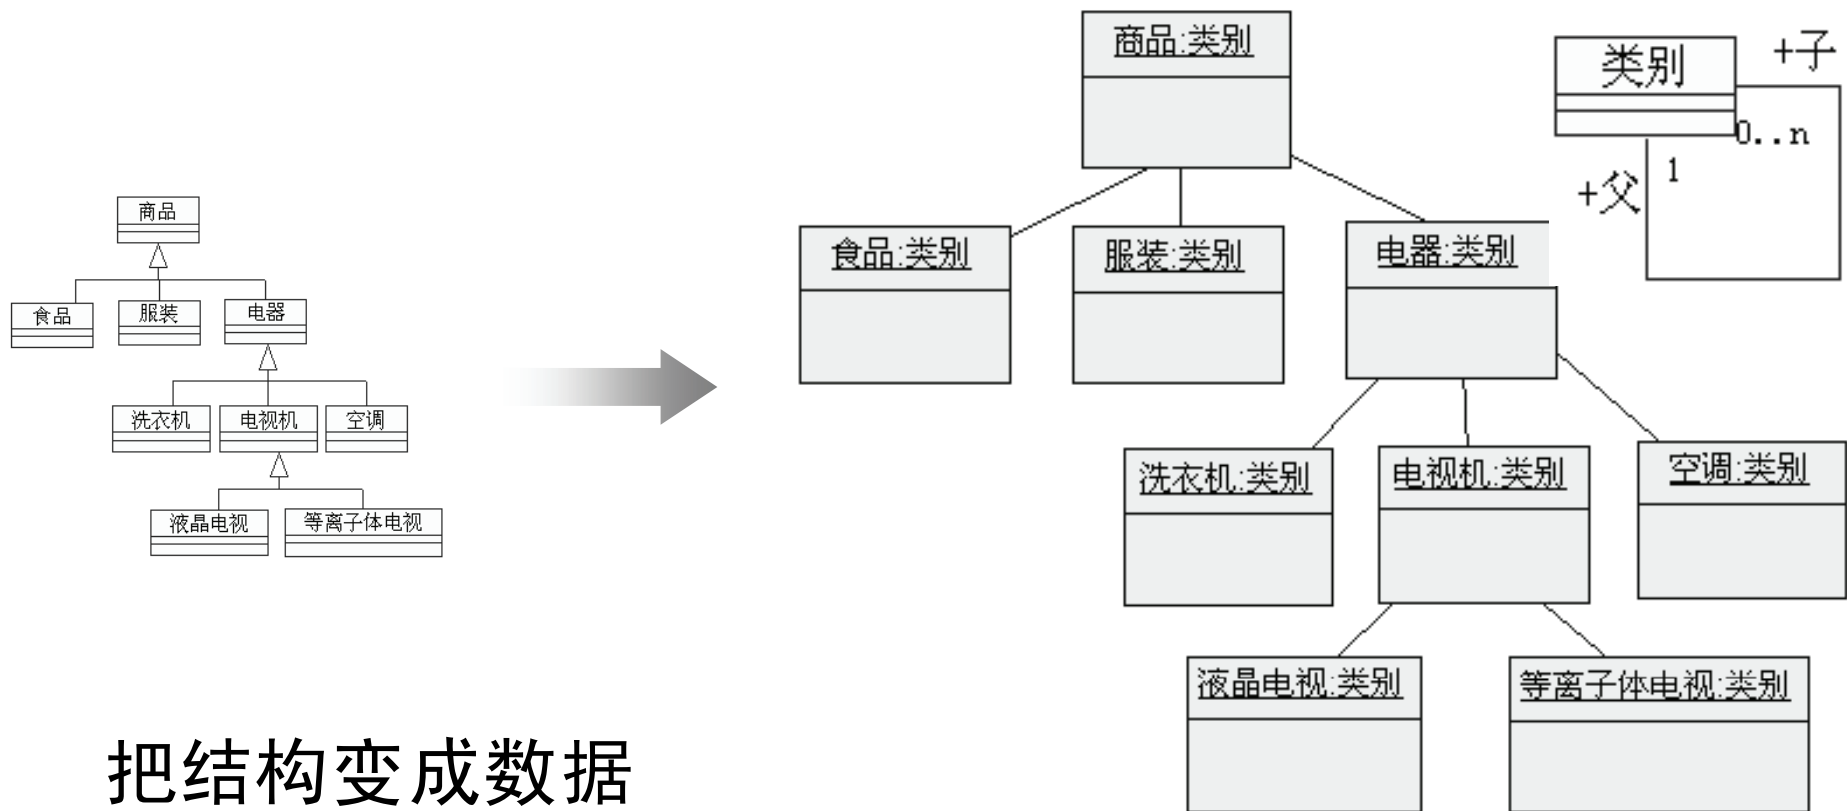 商品
食品
服装
电器
洗衣机
电视机
空调
液晶电视
等离子体电视
把结构变成数据
商品:类别
食品:类别
服装:类别
电器:类别
洗衣机:类别
电视机:类别
空调:类别
液晶电视:类别
等离子体电视:类别
类别
+子
0..n
1
+父